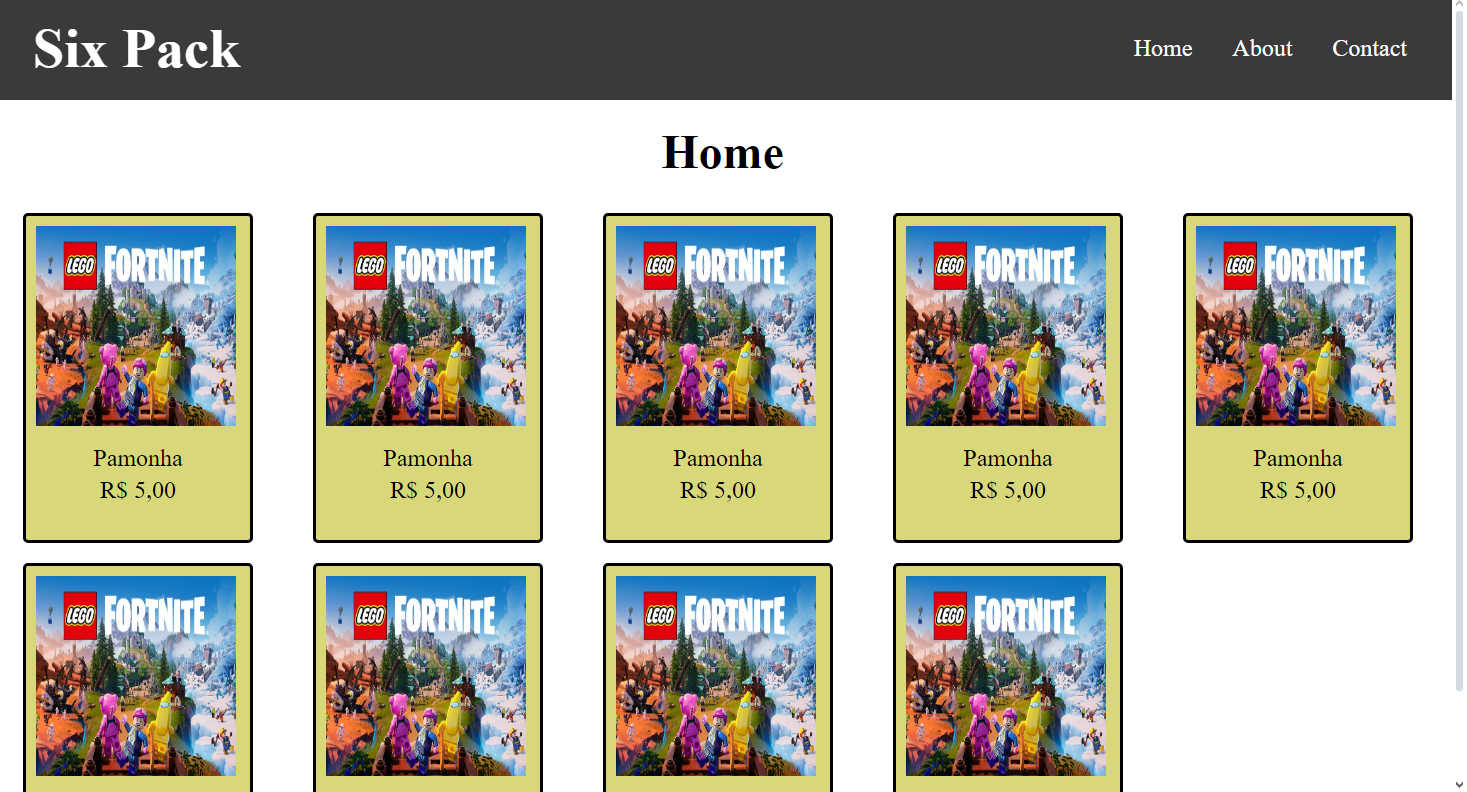 Six Pack
Home About Contact
Home
LEGO FORTNITE LEGO FORTNITE LEGO FORTNITE LEGO FORTNITE LEGO FORTNITE
Pamonha Pamonha Pamonha Pamonha Pamonha
R$ 5,00 R$ 5,00 R$ 5,00 R$ 5,00 R$ 5,00
LEGO FORTNITE LEGO FORTNITE LEGO FORTNITE LEGO FORTNITE